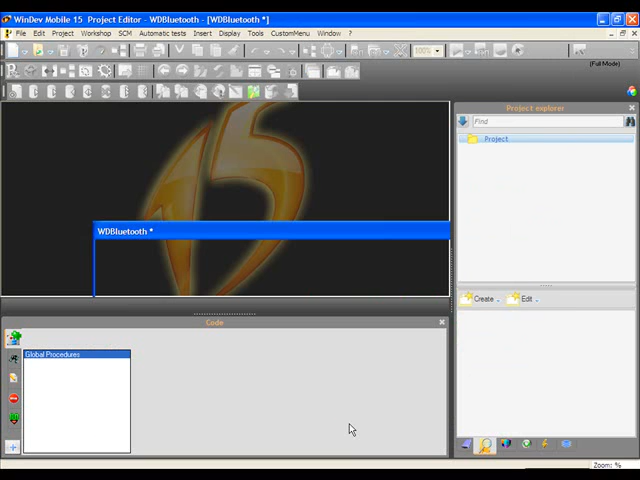 WinDev Mobile 15  Project Editor - WDBluetooth - [WDBluetooth *]
File Edit Project Workshop SCM Automatic tests Insert Display Tools CustomMenu Window ?
100%
(Full Mode)
Project explorer
Find
Project
WDBluetooth *
Create
Edit
Code
Global Procedures
Zoom: %